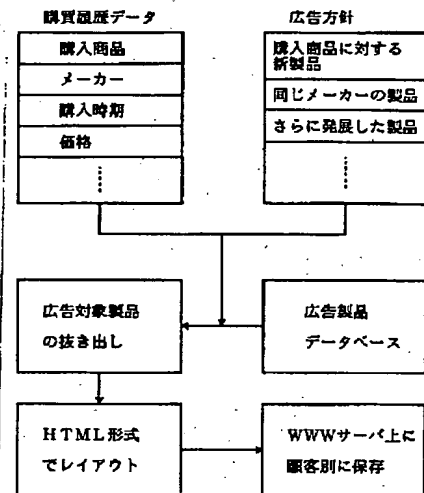 購買履歴データ
購入商品
メーカー
購入時期
価格
広告方針
購入商品に対する
新製品
同じメーカーの製品
さらに発展した製品
広告対象製品
の抜き出し
広告製品
データベース
HTML形式
でレイアウト
WWWサーバ上に
顧客別に保存